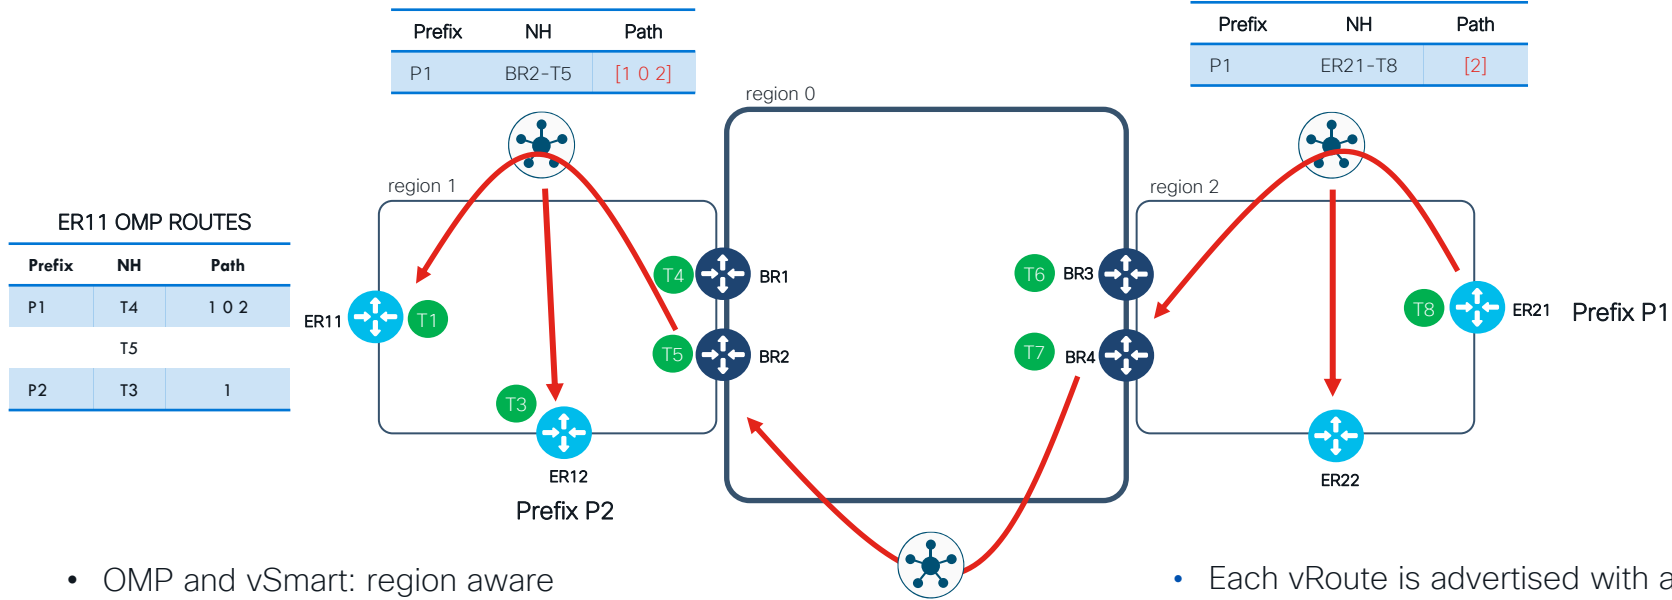 Prefix NH Path
P1 BR2-T5 [1 0 2]
Prefix NH Path
P1 ER21-T8 [2]
region 0
region 1
region 2
ER11 OMP ROUTES
Prefix NH Path
P1 T4 1 0 2
T5
P2 T3 1
ER11
T1
T4
BR1
T5
BR2
T3
ER12
Prefix P2
T6
BR3
T7
BR4
T8
ER21
Prefix P1
ER22
• OMP and vSmart: region aware
• Each vRoute is advertised with a